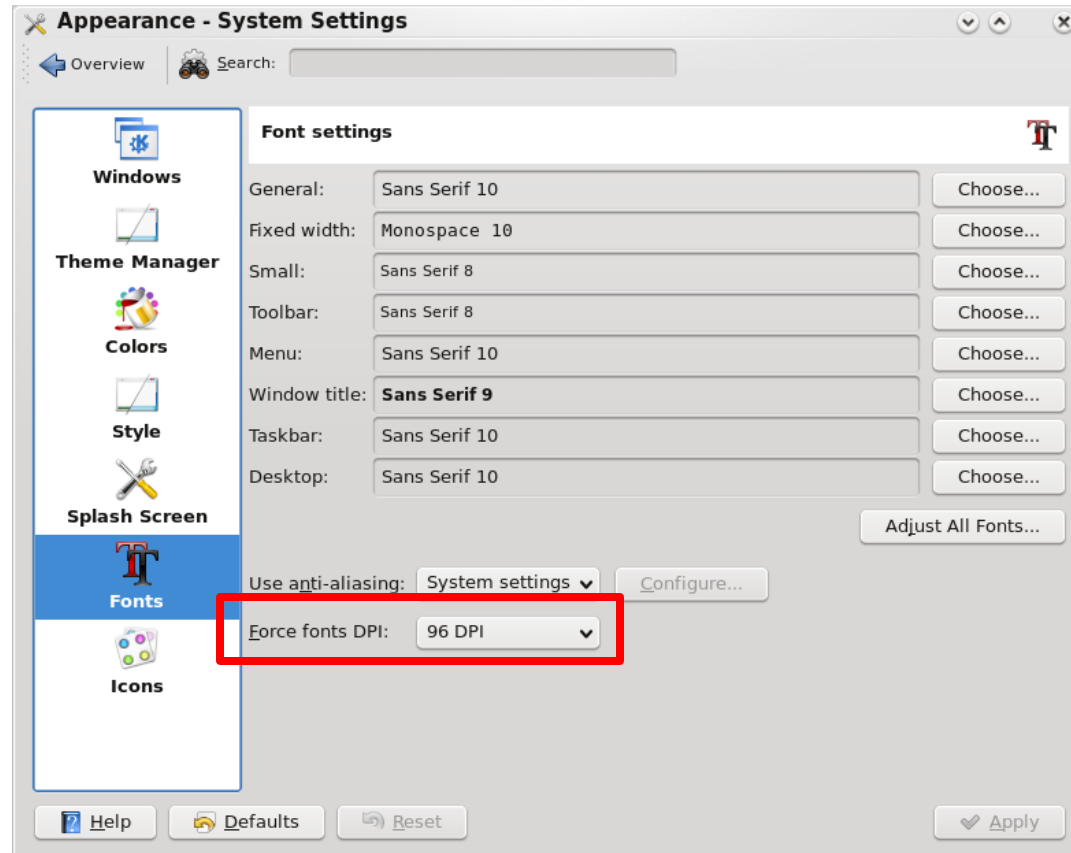 Appearance - System Settings
Overview Search:
Font settings
Windows
Theme Manager
Colors
Style
Splash Screen
Fonts
Icons
General: Sans Serif 10 Choose...
Fixed width: Monospace 10 Choose...
Small: Sans Serif 8 Choose...
Toolbar: Sans Serif 8 Choose...
Menu: Sans Serif 10 Choose...
Window title: Sans Serif 9 Choose...
Taskbar: Sans Serif 10 Choose...
Desktop: Sans Serif 10 Choose...
Adjust All Fonts...
Use anti-aliasing: System settings Configure...
Force fonts DPI: 96 DPI
Help Defaults Reset Apply